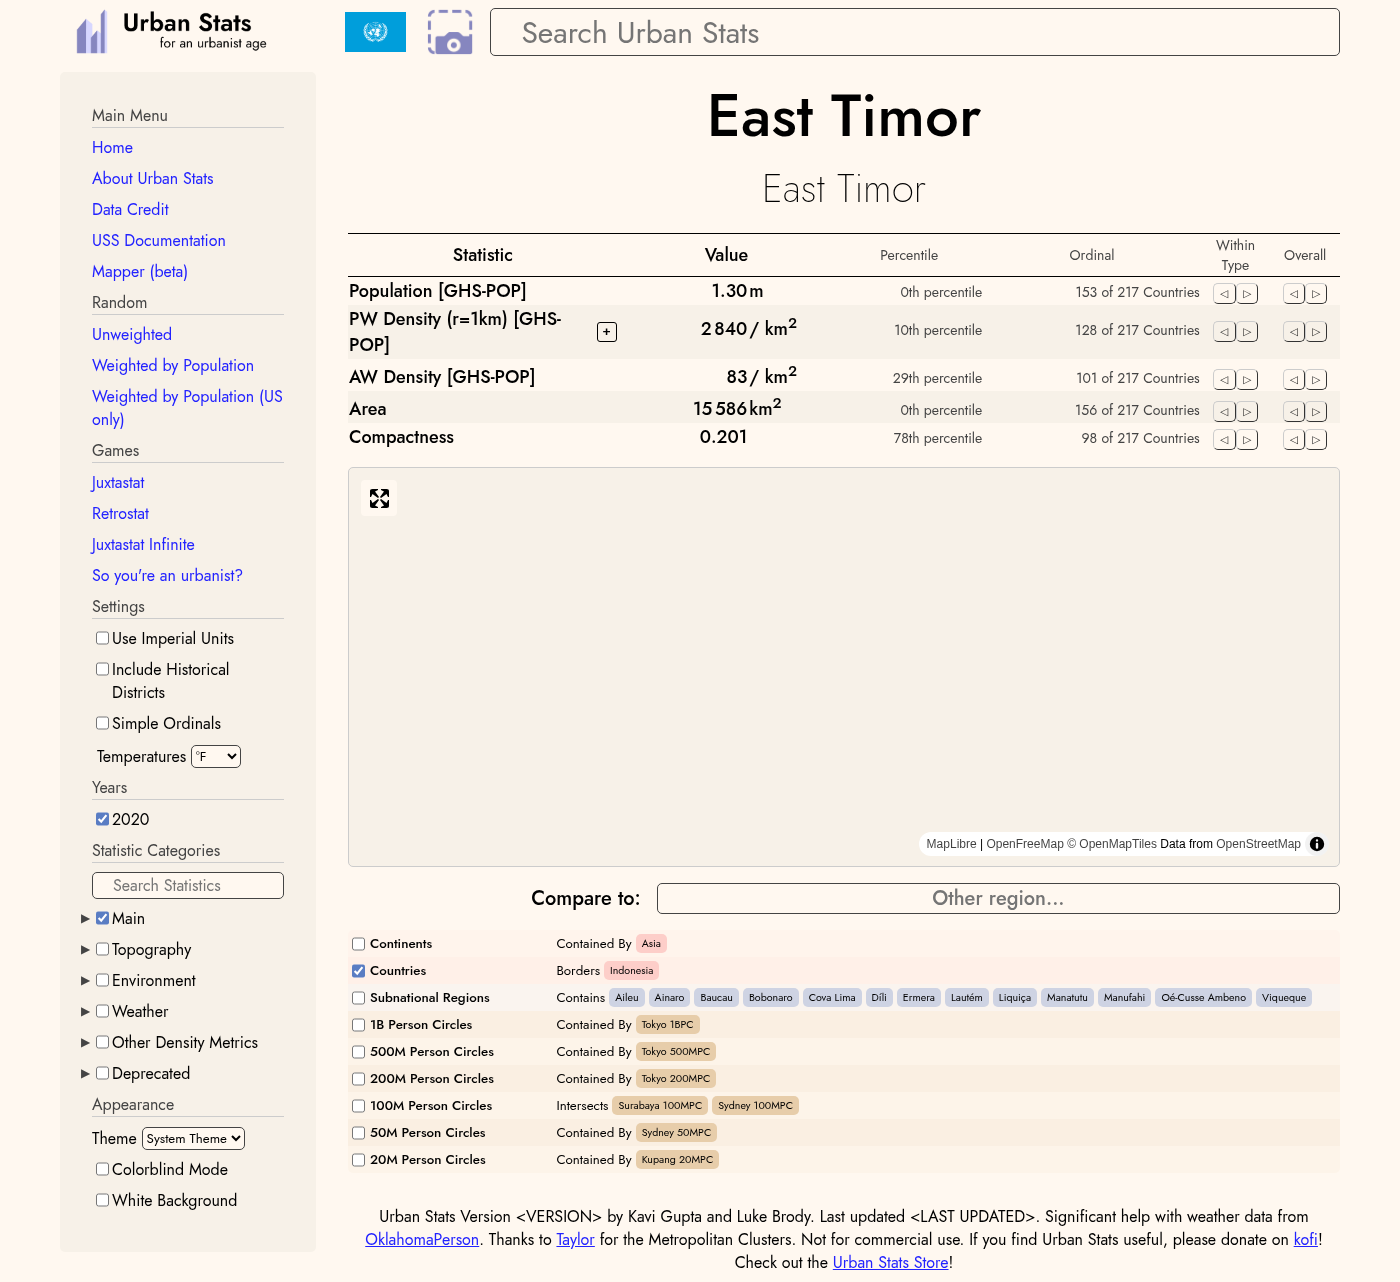 Urban Stats
for an urbanist age
Search Urban Stats
Main Menu
Home
About Urban Stats
Data Credit
USS Documentation
Mapper (beta)
Random
Unweighted
Weighted by Population
Weighted by Population (US
only)
Games
Juxtastat
Retrostat
Juxtastat Infinite
So you're an urbanist?
Settings
Use Imperial Units
Include Historical
Districts
Simple Ordinals
Temperatures °F
Years
2020
Statistic Categories
Search Statistics
Main
Topography
Environment
Weather
Other Density Metrics
Deprecated
Appearance
Theme System Theme
Colorblind Mode
White Background
East Timor
East Timor
Statistic Value Percentile Ordinal Within Type Overall
Population [GHS-POP] 1.30 m 0th percentile 153 of 217 Countries
PW Density (r=1km) [GHS-
POP] + 2 840 / km² 10th percentile 128 of 217 Countries
AW Density [GHS-POP] 83 / km² 29th percentile 101 of 217 Countries
Area 15 586 km² 0th percentile 156 of 217 Countries
Compactness 0.201 78th percentile 98 of 217 Countries
MapLibre | OpenFreeMap © OpenMapTiles Data from OpenStreetMap
Compare to: Other region...
Continents Contained By Asia
Countries Borders Indonesia
Subnational Regions Contains Aileu Ainaro Baucau Bobonaro Cova Lima Díli Ermera Lautém Liquiça Manatutu Manufahi Oé-Cusse Ambeno Viqueque
1B Person Circles Contained By Tokyo 1BPC
500M Person Circles Contained By Tokyo 500MPC
200M Person Circles Contained By Tokyo 200MPC
100M Person Circles Intersects Surabaya 100MPC Sydney 100MPC
50M Person Circles Contained By Sydney 50MPC
20M Person Circles Contained By Kupang 20MPC
Urban Stats Version <VERSION> by Kavi Gupta and Luke Brody. Last updated <LAST UPDATED>. Significant help with weather data from
OklahomaPerson. Thanks to Taylor for the Metropolitan Clusters. Not for commercial use. If you find Urban Stats useful, please donate on kofi!
Check out the Urban Stats Store!